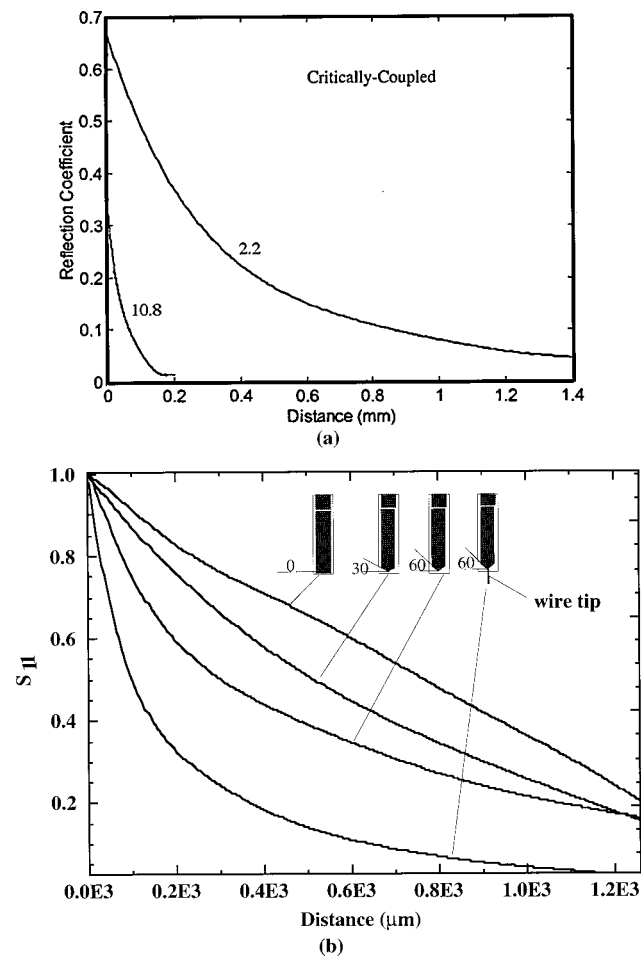 0.7
0.6
0.5
0.4
0.3
0.2
0.1
0
Reflection Coefficient
Critically-Coupled
2.2
10.8
0 0.2 0.4 0.6 0.8 1 1.2 1.4
Distance (mm)
(a)
1.0
0.8
0.6
0.4
0.2
S11
0 30 60 60
wire tip
0.0E3 0.2E3 0.4E3 0.6E3 0.8E3 1.0E3 1.2E3
Distance (μm)
(b)